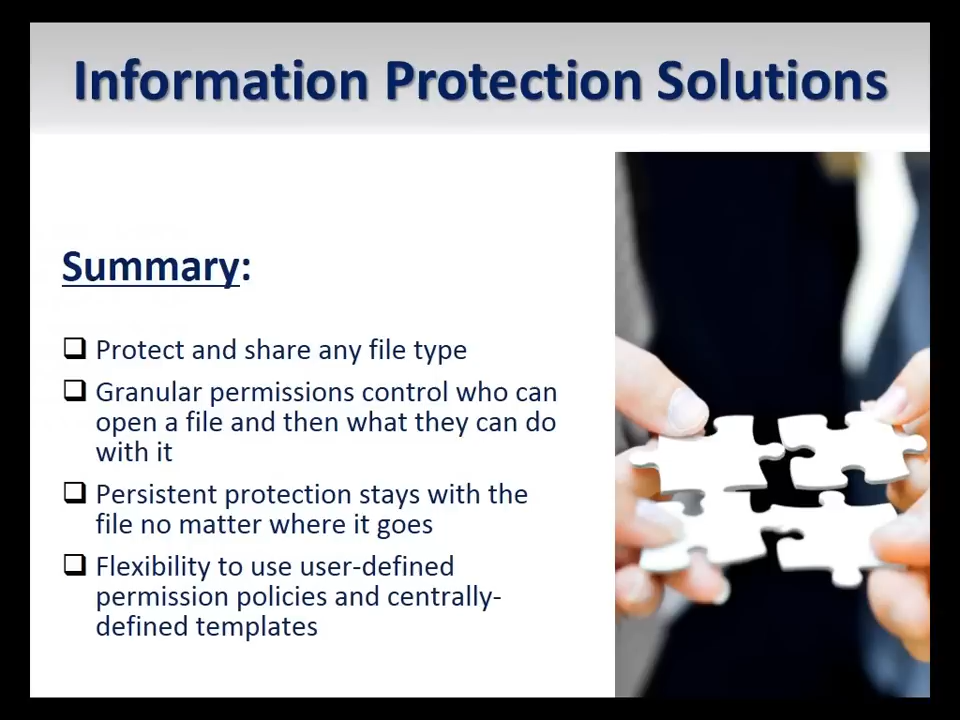 Information Protection Solutions
Summary:
Protect and share any file type
Granular permissions control who can
open a file and then what they can do
with it
Persistent protection stays with the
file no matter where it goes
Flexibility to use user-defined
permission policies and centrally-
defined templates